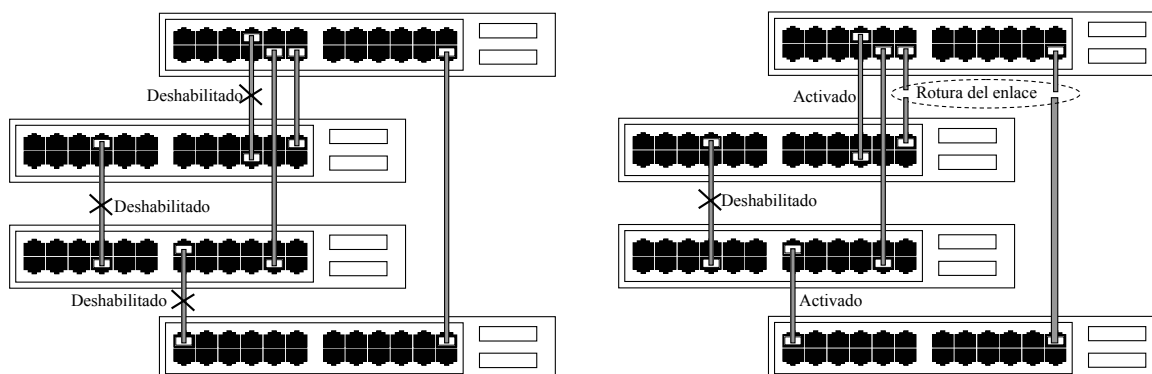 Deshabilitado
Deshabilitado
Deshabilitado
Rotura del enlace
Activado
Deshabilitado
Activado